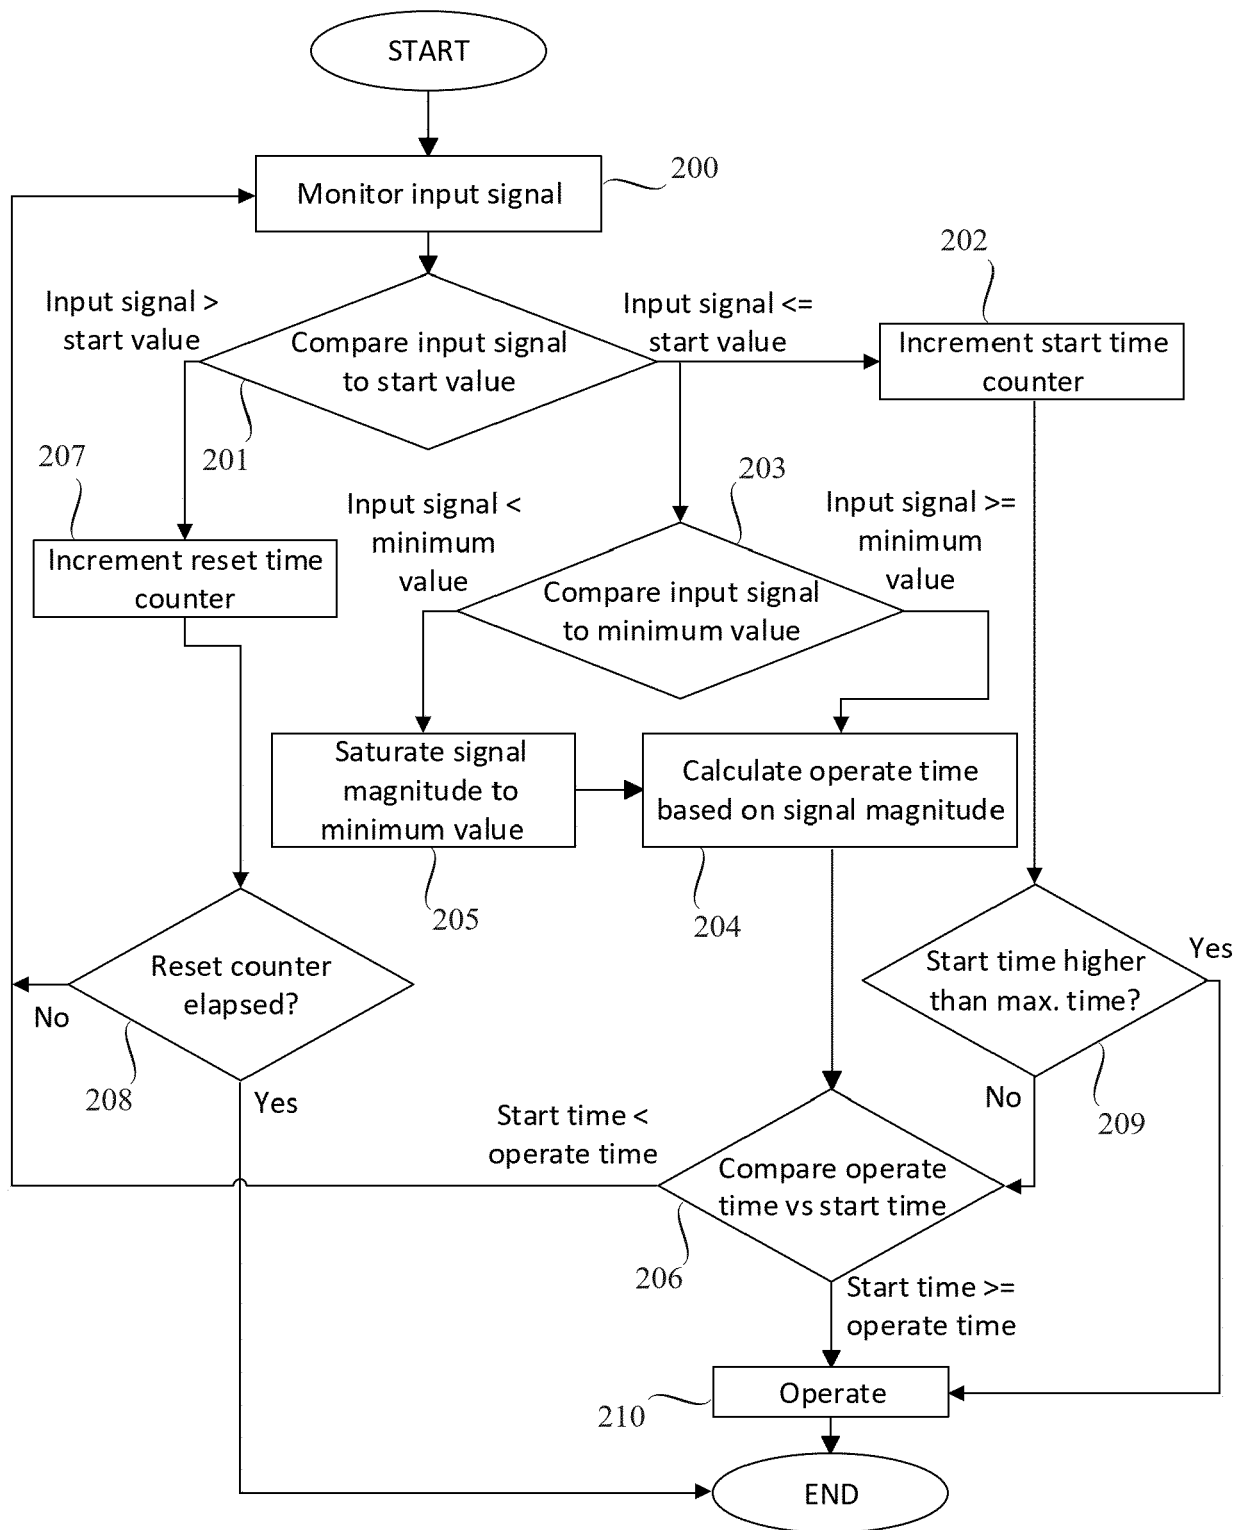 START
Monitor input signal
200
202
Input signal >
start value
Compare input signal
to start value
Input signal <=
start value
Increment start time
counter
201
207
Increment reset time
counter
203
Input signal <
minimum
value
Input signal >=
minimum
value
Compare input signal
to minimum value
Saturate signal
magnitude to
minimum value
Calculate operate time
based on signal magnitude
205
204
Reset counter
elapsed?
No
Yes
208
Start time higher
than max. time?
Yes
No
209
Start time <
operate time
Compare operate
time vs start time
206
Start time >=
operate time
Operate
210
END